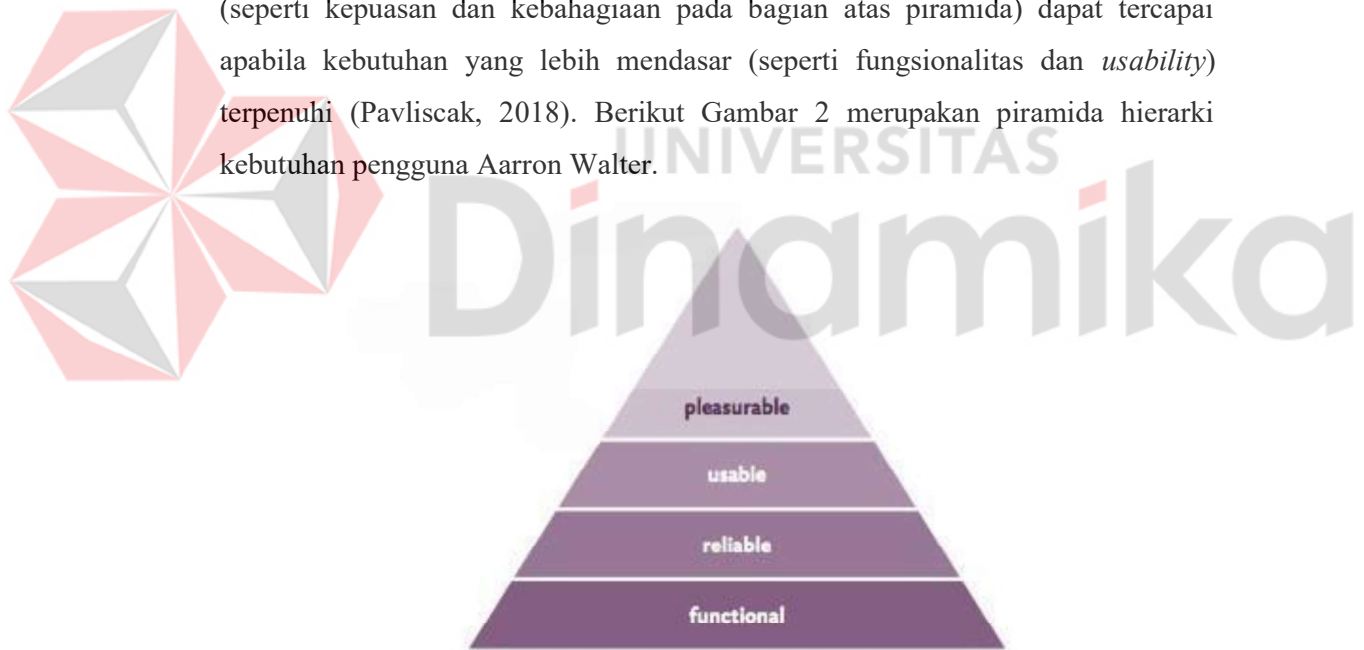 (seperti kepuasan dan kebahagiaan pada bagian atas piramida) dapat tercapai
apabila kebutuhan yang lebih mendasar (seperti fungsionalitas dan usability)
terpenuhi (Pavliscak, 2018). Berikut Gambar 2 merupakan piramida hierarki
kebutuhan pengguna Aarron Walter.
UNIVERSITAS
Dinamika
pleasurable
usable
reliable
functional